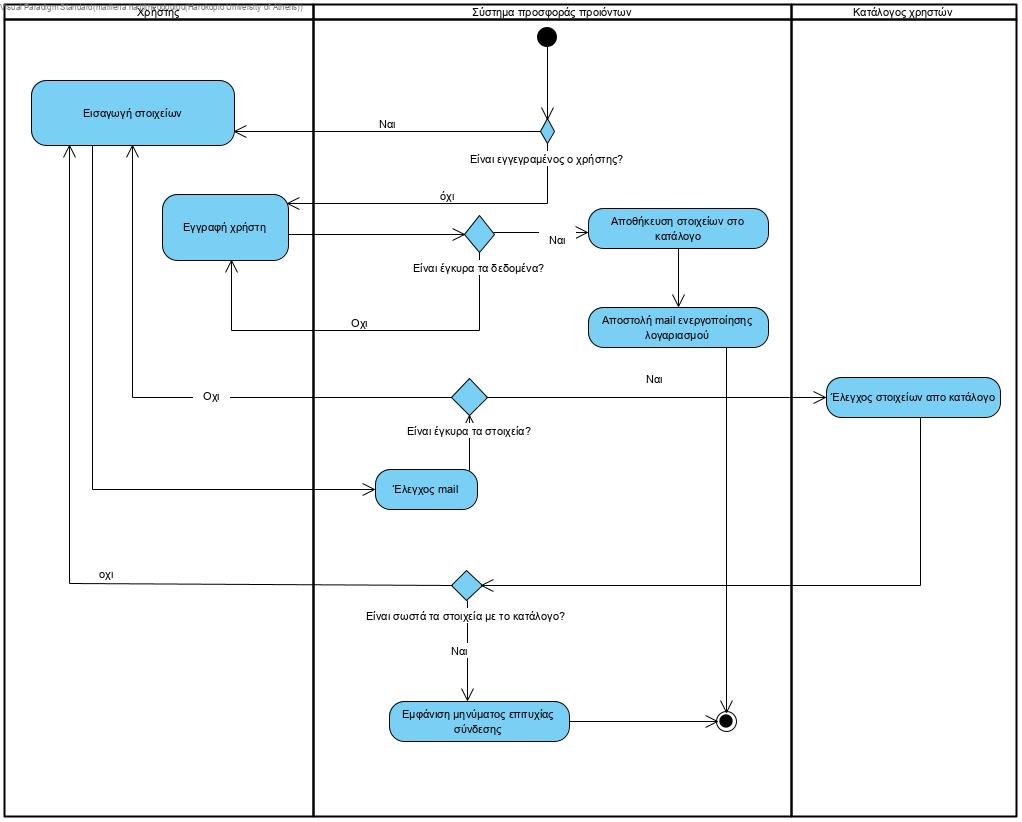 Visual Paradigm Standard(maifiena nakimepoulou(Harokopio University of Athens))
Χρήστης
Σύστημα προσφοράς προιόντων
Κατάλογος χρηστών
Εισαγωγή στοιχείων
Ναι
Είναι εγγεγραμένος ο χρήστης?
όχι
Εγγραφή χρήστη
Ναι
Αποθήκευση στοιχείων στο
κατάλογο
Είναι έγκυρα τα δεδομένα?
Οχι
Αποστολή mail ενεργοποίησης
λογαριασμού
Ναι
Οχι
Έλεγχος στοιχείων απο κατάλογο
Είναι έγκυρα τα στοιχεία?
Έλεγχος mail
οχι
Είναι σωστά τα στοιχεία με το κατάλογο?
Ναι
Εμφάνιση μηνύματος επιτυχίας
σύνδεσης